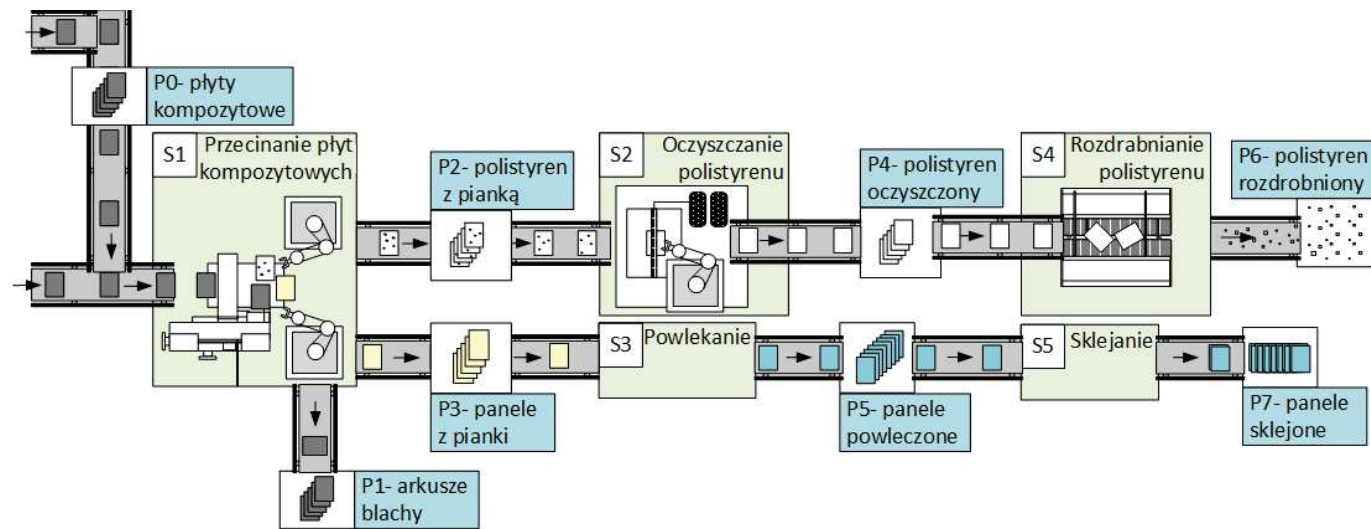 P0- płyty
kompozytowe
S1
Przecinanie płyt
kompozytowych
P2- polistyren
z pianką
S2
Oczyszczanie
polistyrenu
P4- polistyren
oczyszczony
S4
Rozdrabnianie
polistyrenu
P6- polistyren
rozdrobniony
P3- panele
z pianki
S3
Powlekanie
P5- panele
powleczone
S5
Sklejanie
P7- panele
sklejone
P1- arkusze
blachy